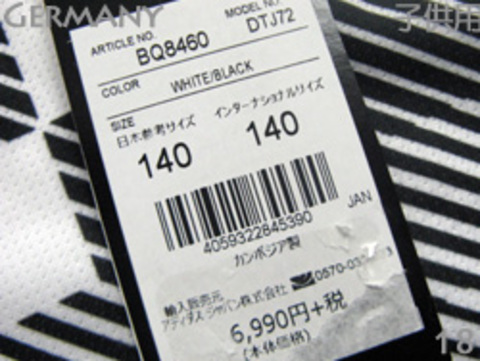 GERMANY
子供用
ARTICLE NO. MODEL NO.
BQ8460 DTJ72
COLOR WHITE/BLACK
SIZE
日本参考サイズ インターナショナルサイズ
140 140
4059322845390 JAN
カンボジア製
輸入販売元
アディダス ジャパン株式会社 0570-03
6,990円+税
(本体価格)
18